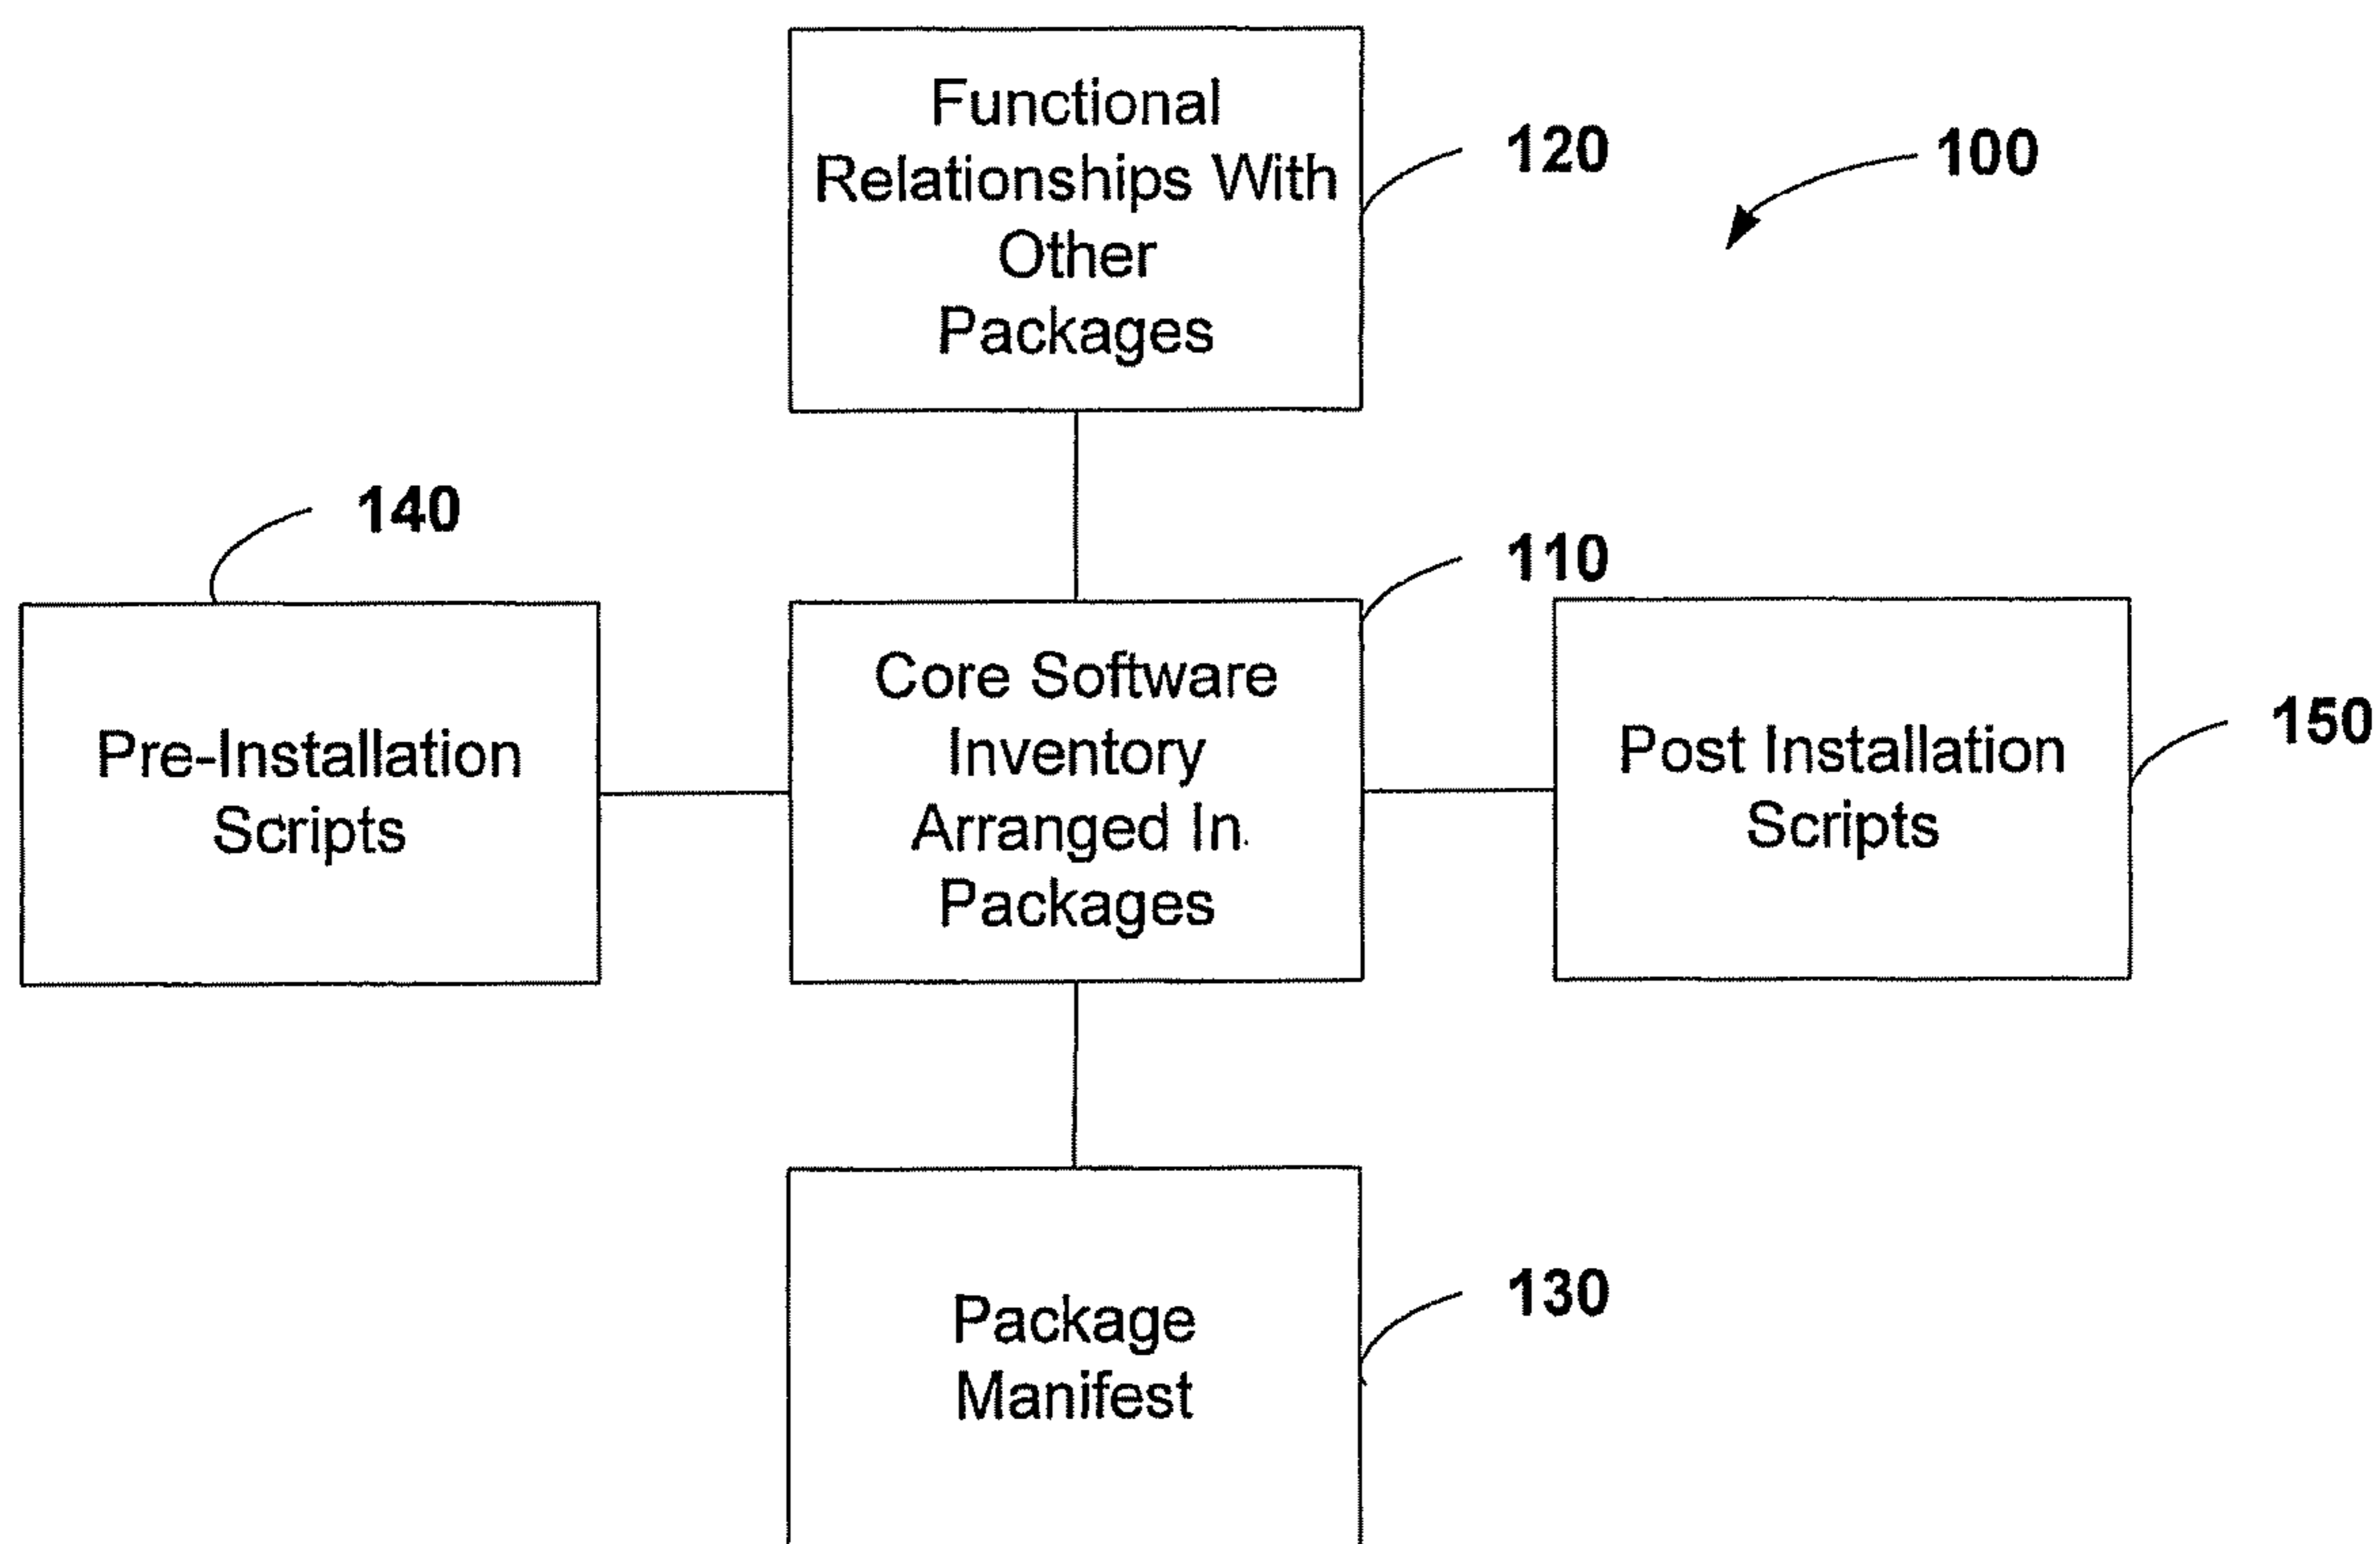 Functional
Relationships With
Other
Packages
120
100
140
110
Pre-Installation
Scripts
Core Software
Inventory
Arranged In
Packages
Post Installation
Scripts
150
Package
Manifest
130